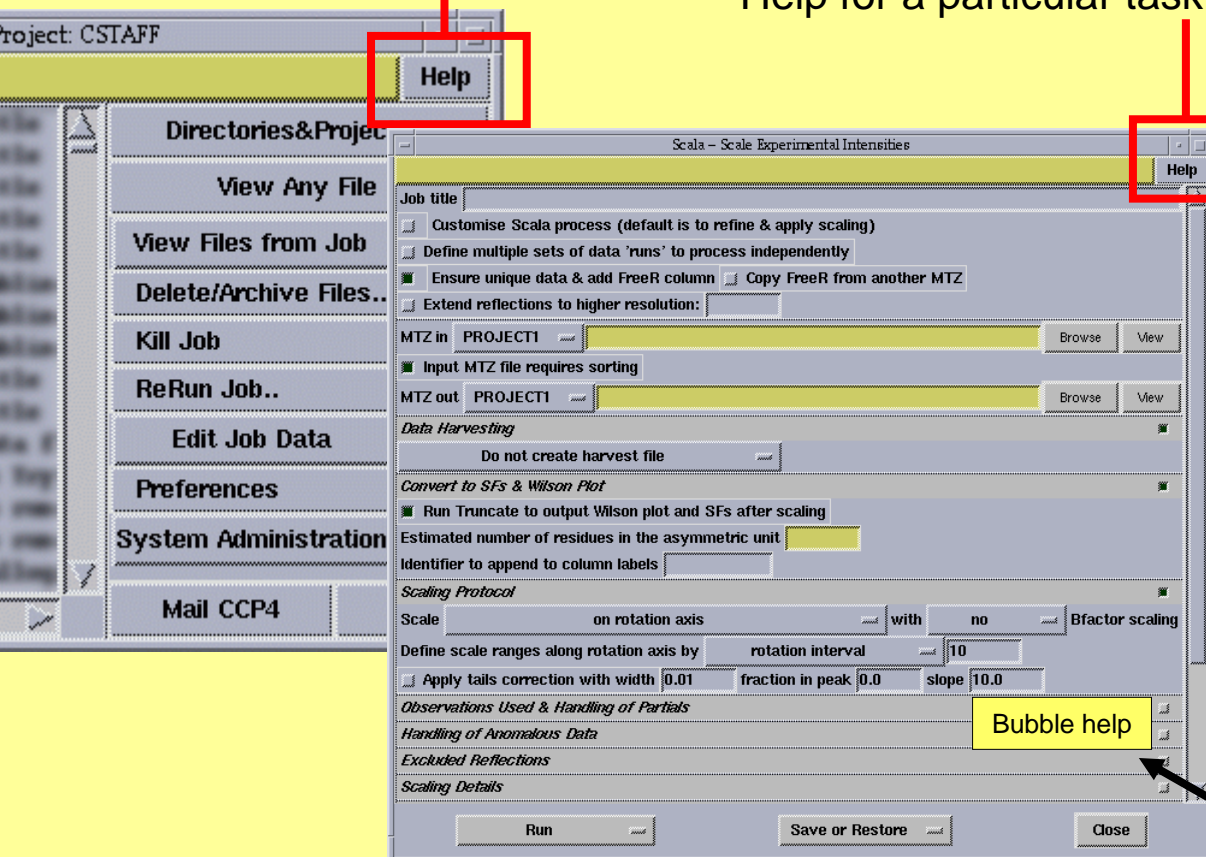 Help for a particular task
Project: CSTAFF
Help
Directories&Projec
View Any File
View Files from Job
Delete/Archive Files..
Kill Job
ReRun Job..
Edit Job Data
Preferences
System Administration
Mail CCP4
Scala – Scale Experimental Intensities
Help
Job title
Customise Scala process (default is to refine & apply scaling)
Define multiple sets of data 'runs' to process independently
Ensure unique data & add FreeR column Copy FreeR from another MTZ
Extend reflections to higher resolution:
MTZ in PROJECT1 Browse View
Input MTZ file requires sorting
MTZ out PROJECT1 Browse View
Data Harvesting
Do not create harvest file
Convert to SFs & Wilson Plot
Run Truncate to output Wilson plot and SFs after scaling
Estimated number of residues in the asymmetric unit
Identifier to append to column labels
Scaling Protocol
Scale on rotation axis with no Bfactor scaling
Define scale ranges along rotation axis by rotation interval 10
Apply tails correction with width 0.01 fraction in peak 0.0 slope 10.0
Observations Used & Handling of Partials
Handling of Anomalous Data
Excluded Reflections
Scaling Details
Bubble help
Run Save or Restore Close